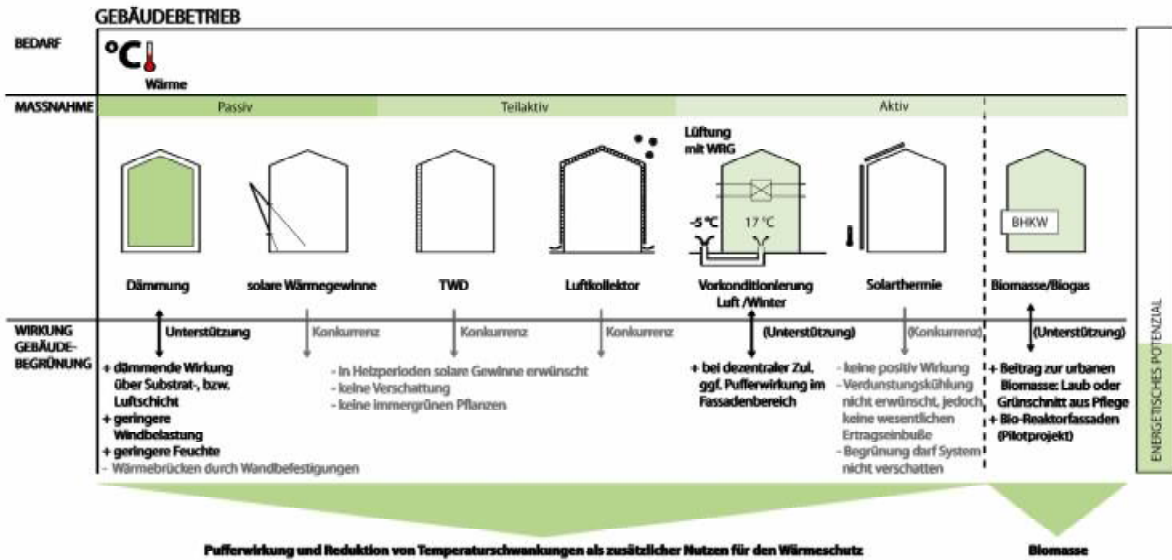 GEBÄUDEBETRIEB
BEDARF
°C
Wärme
MASSNAHME
Passiv
Teilaktiv
Aktiv
Lüftung
mit WRG
-5 °C
17 °C
BHKW
Dämmung
solare Wärmegewinne
TWD
Luftkollektor
Vorkonditionierung
Luft /Winter
Solarthermie
Biomasse/Biogas
WIRKUNG
GEBÄUDE-
BEGRÜNUNG
Unterstützung
Konkurrenz
Konkurrenz
Konkurrenz
(Unterstützung)
(Konkurrenz)
(Unterstützung)
+ dämmende Wirkung
über Substrat-, bzw.
Luftschicht
+ geringere
Windbelastung
+ geringere Feuchte
- Wärmebrücken durch Wandbefestigungen
- in Heizperioden solare Gewinne erwünscht
- keine Verschattung
- keine immergrünen Pflanzen
+ bei dezentraler Zul.
ggf. Pufferwirkung im
Fassadenbereich
- keine positiv Wirkung
- Verdunstungskühlung
nicht erwünscht, jedoch
keine wesentlichen
Ertragseinbuße
- Begrünung darf System
nicht verschatten
+ Beitrag zur urbanen
Biomasse: Laub oder
Grünschnitt aus Pflege
+ Bio-Reaktorfassaden
(Pilotprojekt)
ENERGETISCHES POTENZIAL
Pufferwirkung und Reduktion von Temperaturschwankungen als zusätzlicher Nutzen für den Wärmeschutz
Biomasse